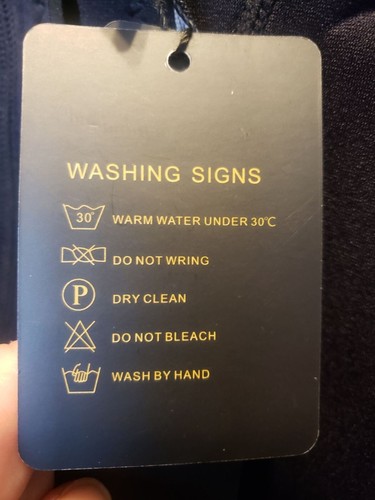 WASHING SIGNS
30° WARM WATER UNDER 30℃
DO NOT WRING
P DRY CLEAN
DO NOT BLEACH
WASH BY HAND